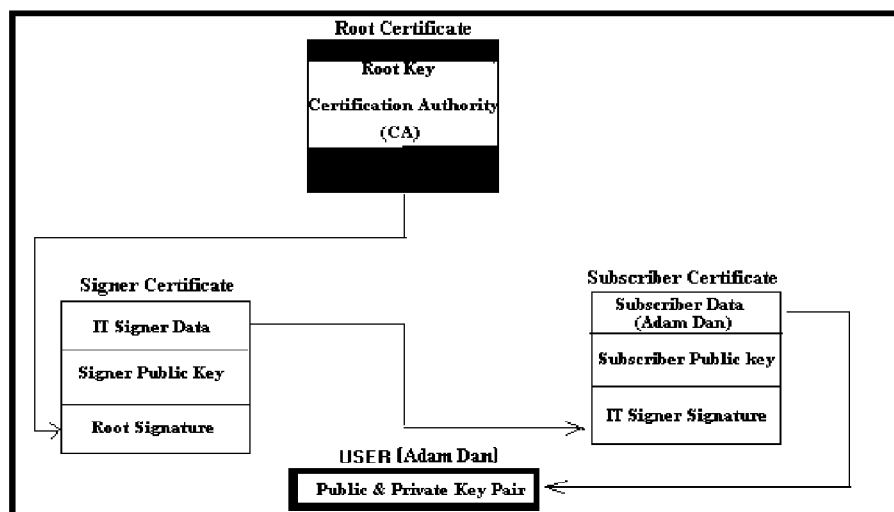 Root Certificate
Root Key
Certification Authority
(CA)
Signer Certificate
IT Signer Data
Signer Public Key
Root Signature
Subscriber Certificate
Subscriber Data
(Adam Dan)
Subscriber Public key
IT Signer Signature
USER (Adam Dan)
Public & Private Key Pair